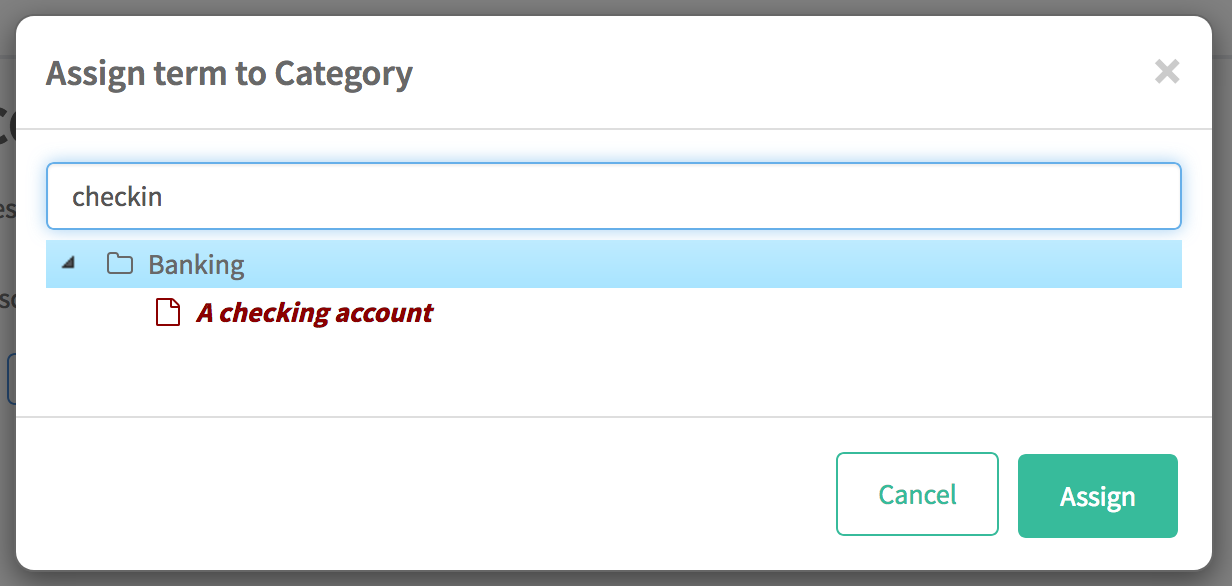 Assign term to Category
checkin
Banking
A checking account
Cancel
Assign